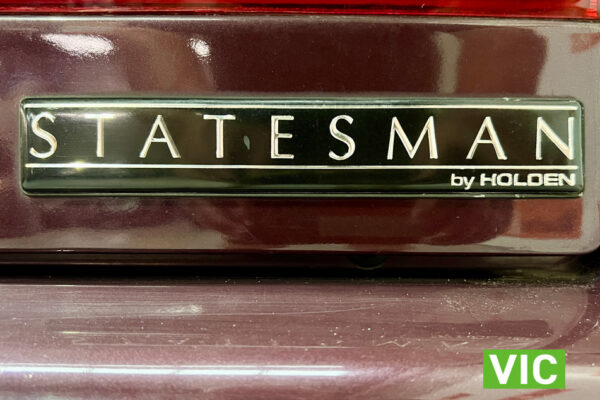 STATESMAN
by HOLDEN
VIC